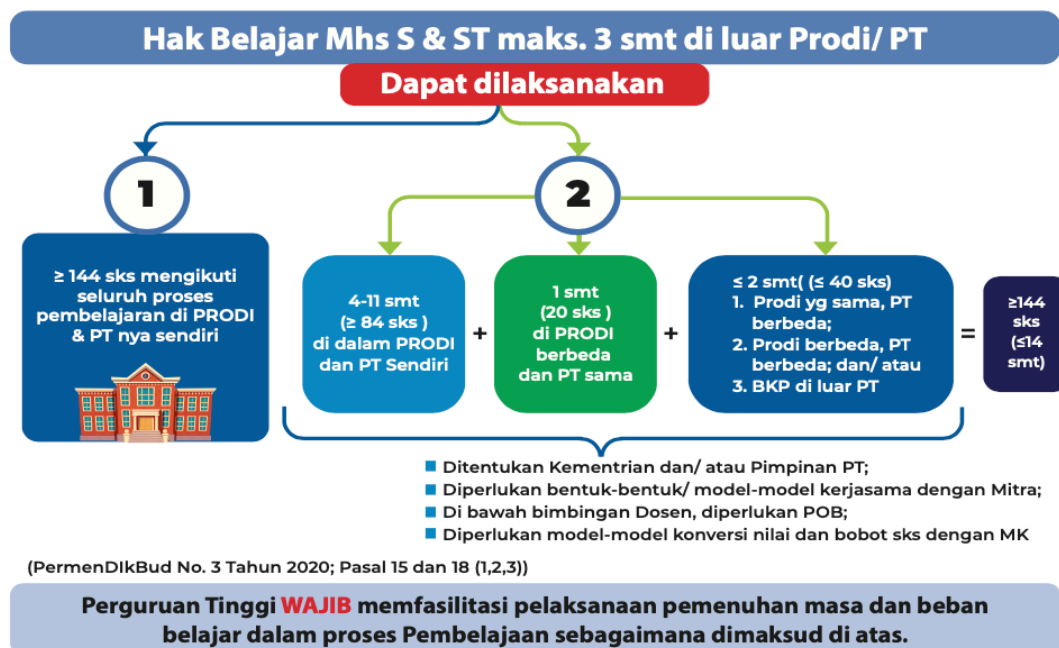 Hak Belajar Mhs S & ST maks. 3 smt di luar Prodi/ PT
Dapat dilaksanakan
1
2
≥ 144 sks mengikuti
seluruh proses
pembelajaran di PRODI
& PT nya sendiri
4-11 smt
(≥ 84 sks )
di dalam PRODI
dan PT Sendiri
+
1 smt
(20 sks )
di PRODI
berbeda
dan PT sama
+
≤ 2 smt( (≤ 40 sks)
1. Prodi yg sama, PT
berbeda;
2. Prodi berbeda, PT
berbeda; dan/ atau
3. BKP di luar PT
=
≥144
sks
(≤14
smt)
Ditentukan Kementrian dan/ atau Pimpinan PT;
Diperlukan bentuk-bentuk/ model-model kerjasama dengan Mitra;
Di bawah bimbingan Dosen, diperlukan POB;
Diperlukan model-model konversi nilai dan bobot sks dengan MK
(PermenDIkBud No. 3 Tahun 2020; Pasal 15 dan 18 (1,2,3))
Perguruan Tinggi WAJIB memfasilitasi pelaksanaan pemenuhan masa dan beban
belajar dalam proses Pembelajaan sebagaimana dimaksud di atas.